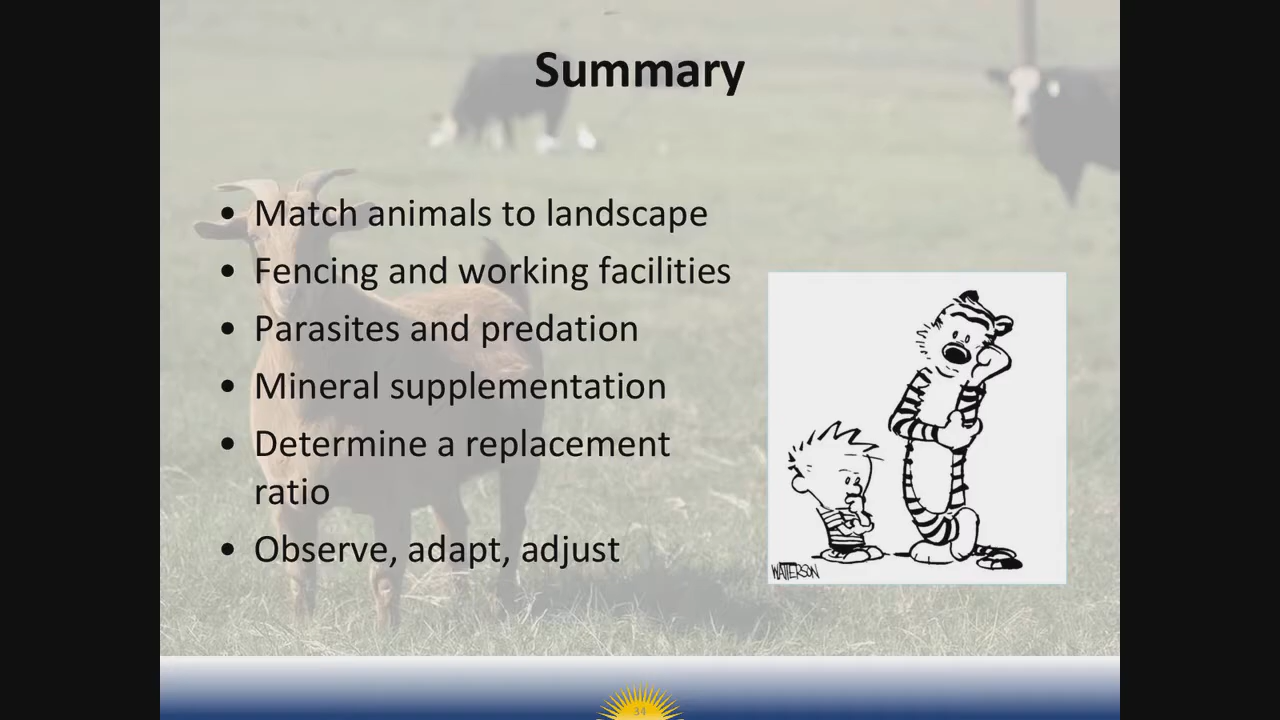 Summary
• Match animals to landscape
• Fencing and working facilities
• Parasites and predation
• Mineral supplementation
• Determine a replacement
ratio
• Observe, adapt, adjust
WATTERSON
34